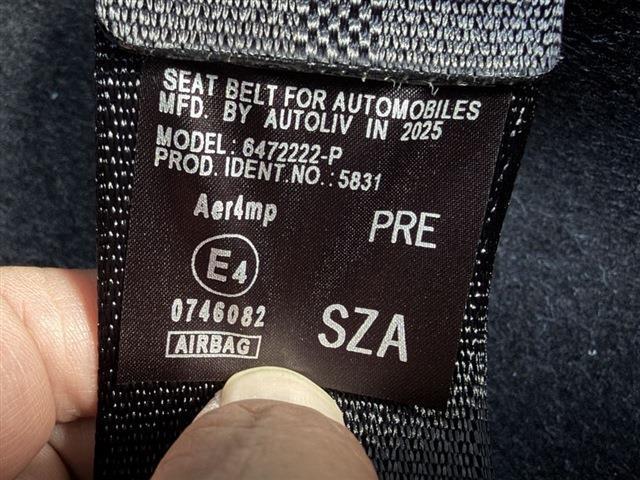 SEAT BELT FOR AUTOMOBILES
MFD. BY AUTOLIV IN 2025
MODEL: 6472222-P
PROD. IDENT.NO.: 5831
Aer4mp
PRE
E4
0746082
SZA
AIRBAG